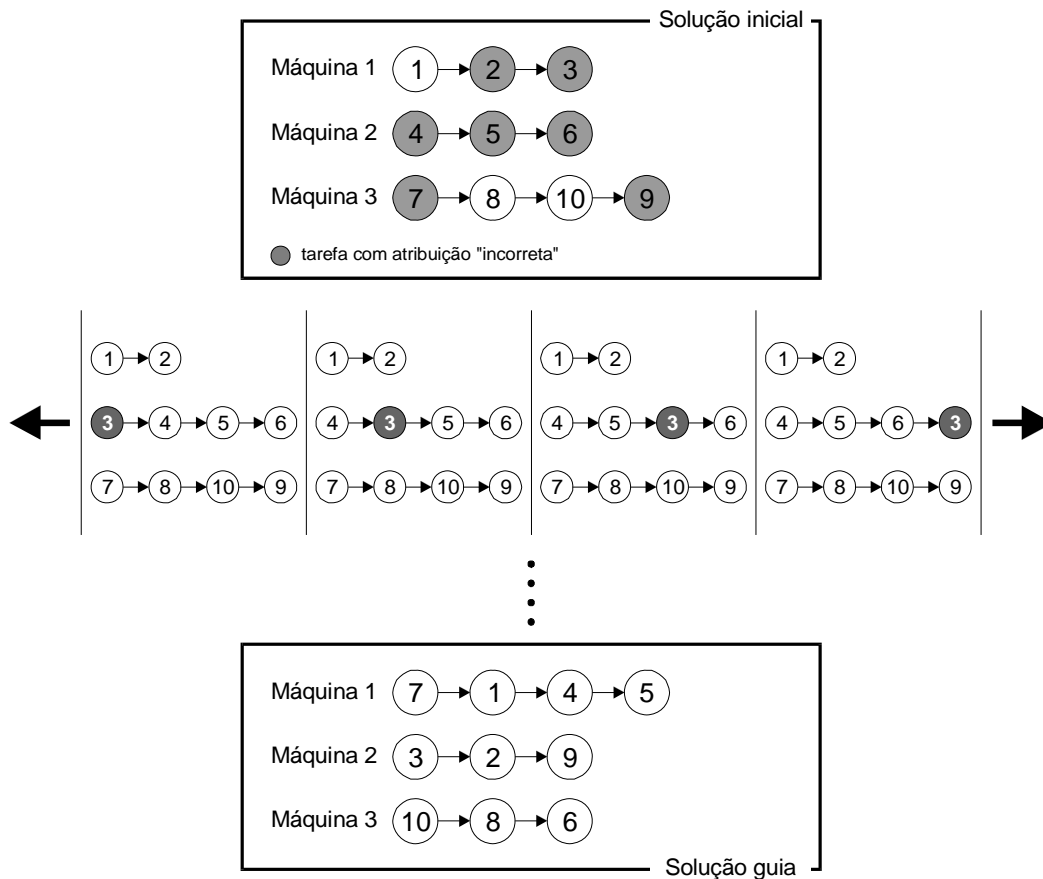 Solução inicial
Máquina 1 1 2 3
Máquina 2 4 5 6
Máquina 3 7 8 10 9
tarefa com atribuição "incorreta"
1 2 1 2 1 2 1 2
3 4 5 6 4 3 5 6 4 5 3 6 4 5 6 3
7 8 10 9 7 8 10 9 7 8 10 9 7 8 10 9
Máquina 1 7 1 4 5
Máquina 2 3 2 9
Máquina 3 10 8 6
Solução guia